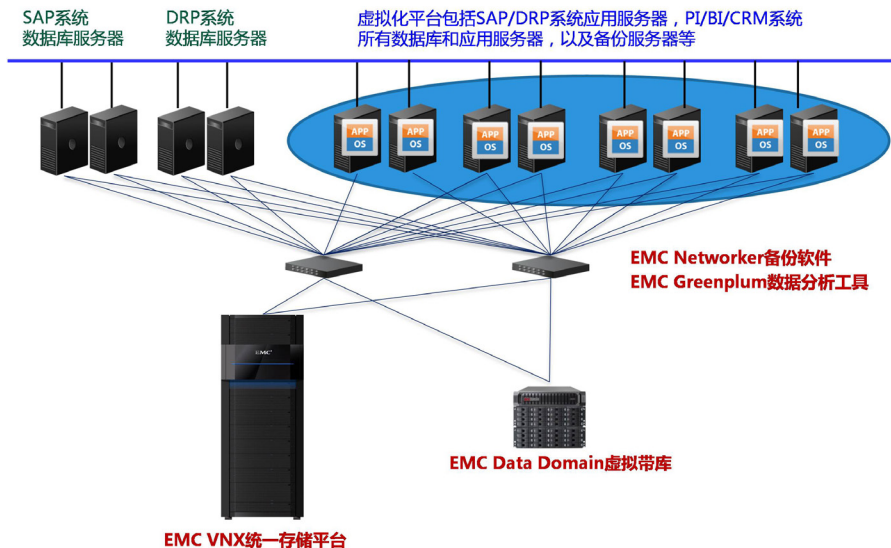 SAP系统
数据库服务器
DRP系统
数据库服务器
虚拟化平台包括SAP/DRP系统应用服务器，PI/BI/CRM系统
所有数据库和应用服务器，以及备份服务器等
APP
OS
APP
OS
APP
OS
APP
OS
APP
OS
APP
OS
APP
OS
APP
OS
EMC Networker备份软件
EMC Greenplum数据分析工具
EMC²
EMC Data Domain虚拟带库
EMC VNX统一存储平台